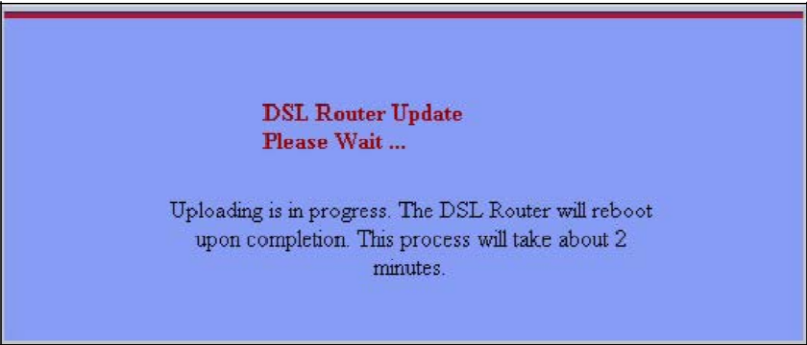 DSL Router Update
Please Wait ...
Uploading is in progress. The DSL Router will reboot
upon completion. This process will take about 2
minutes.